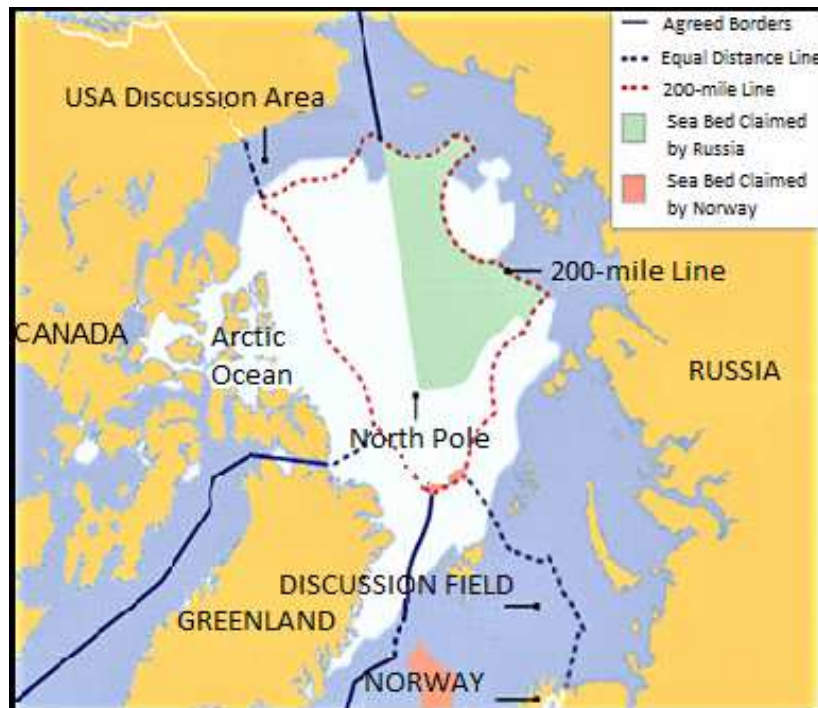 Agreed Borders
Equal Distance Line
200-mile Line
Sea Bed Claimed
by Russia
Sea Bed Claimed
by Norway
USA Discussion Area
200-mile Line
CANADA
Arctic
Ocean
RUSSIA
North Pole
DISCUSSION FIELD
GREENLAND
NORWAY